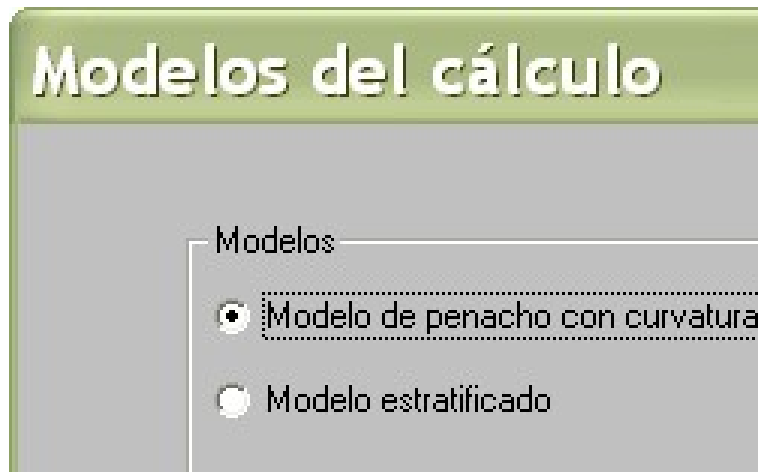 Modelos del cálculo
Modelos
Modelo de penacho con curvatura
Modelo estratificado